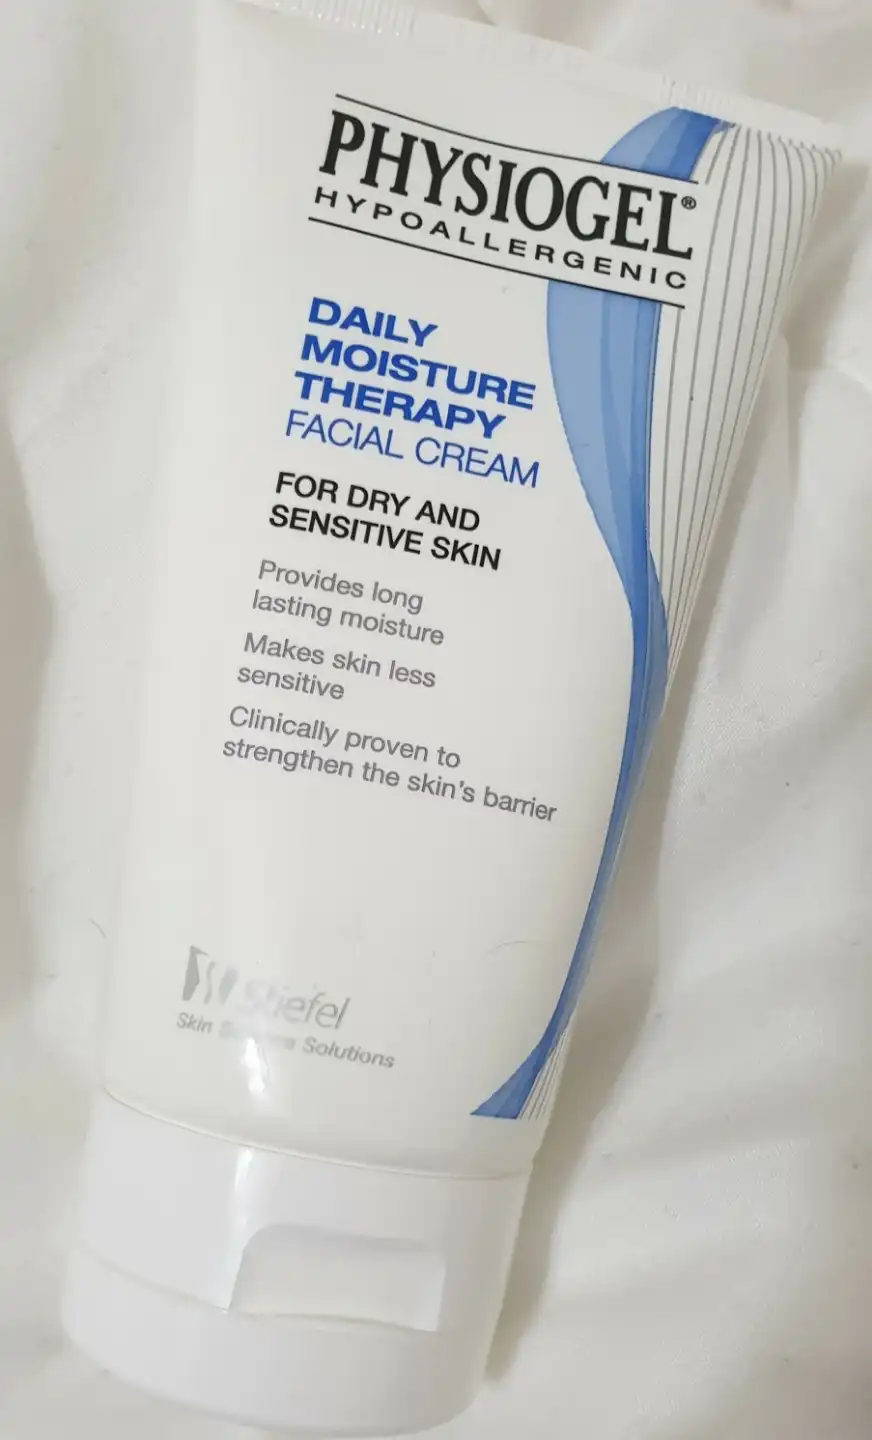 PHYSIOGEL®
HYPOALLERGENIC
DAILY
MOISTURE
THERAPY
FACIAL CREAM
FOR DRY AND
SENSITIVE SKIN
Provides long
lasting moisture
Makes skin less
sensitive
Clinically proven to
strengthen the skin's barrier
Stiefel
Skin Solutions